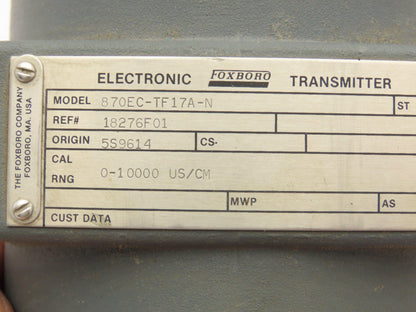 THE FOXBORO COMPANY
FOXBORO, MA. USA
ELECTRONIC FOXBORO TRANSMITTER
MODEL 870EC-TF17A-N ST
REF# 18276F01
ORIGIN 5S9614 CS-
CAL
RNG 0-10000 US/CM
MWP AS
CUST DATA